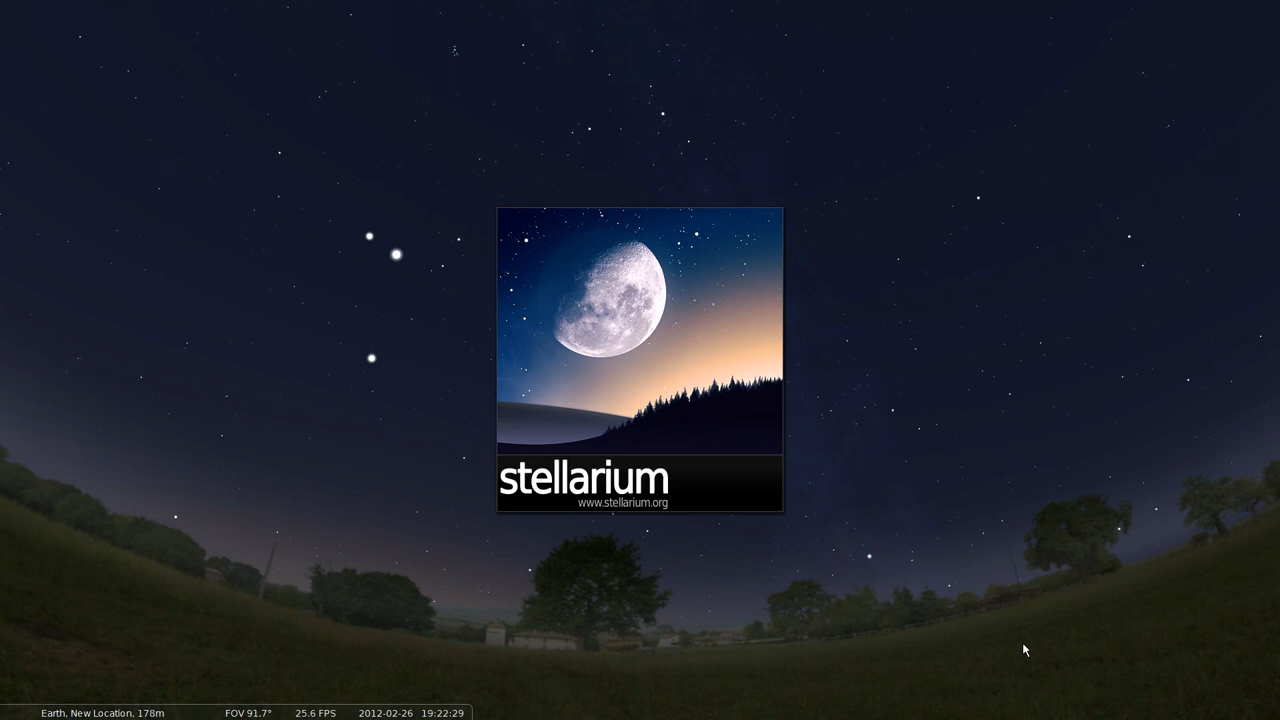 stellarium
www.stellarium.org
Earth, New Location, 178m FOV 91.7° 25.6 FPS 2012-02-26 19:22:29